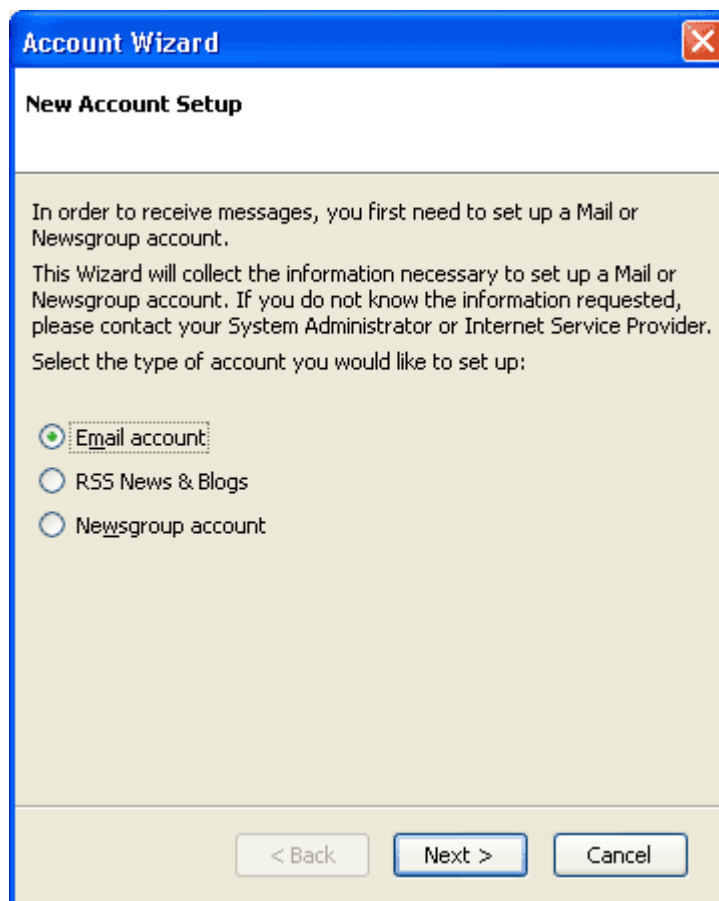 Account Wizard
New Account Setup
In order to receive messages, you first need to set up a Mail or
Newsgroup account.
This Wizard will collect the information necessary to set up a Mail or
Newsgroup account. If you do not know the information requested,
please contact your System Administrator or Internet Service Provider.
Select the type of account you would like to set up:
Email account
RSS News & Blogs
Newsgroup account
< Back Next > Cancel